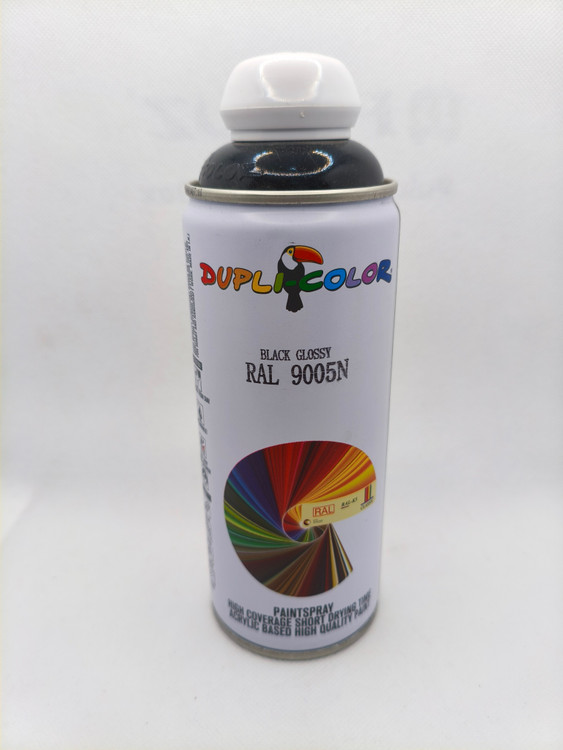 DUPLI-COLOR
BLACK GLOSSY
RAL 9005N
RAL
PAINTSPRAY
HIGH COVERAGE SHORT DRYING TIME
ACRYLIC BASED HIGH QUALITY PAINT